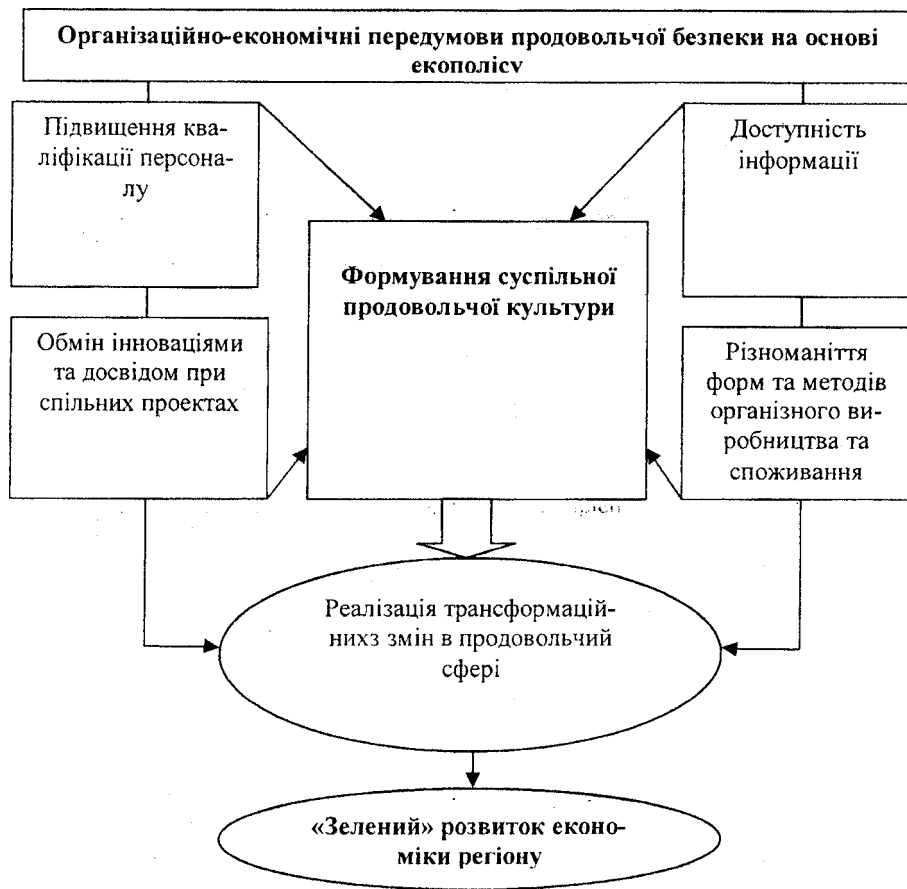 Організаційно-економічні передумови продовольчої безпеки на основі
екополісу
Підвищення ква-
ліфікації персона-
лу
Доступність
інформації
Формування суспільної
продовольчої культури
Обмін інноваціями
та досвідом при
спільних проектах
Різноманіття
форм та методів
організного ви-
робництва та
споживання
Реалізація трансформацій-
нихз змін в продовольчий
сфері
«Зелений» розвиток еконо-
міки регіону